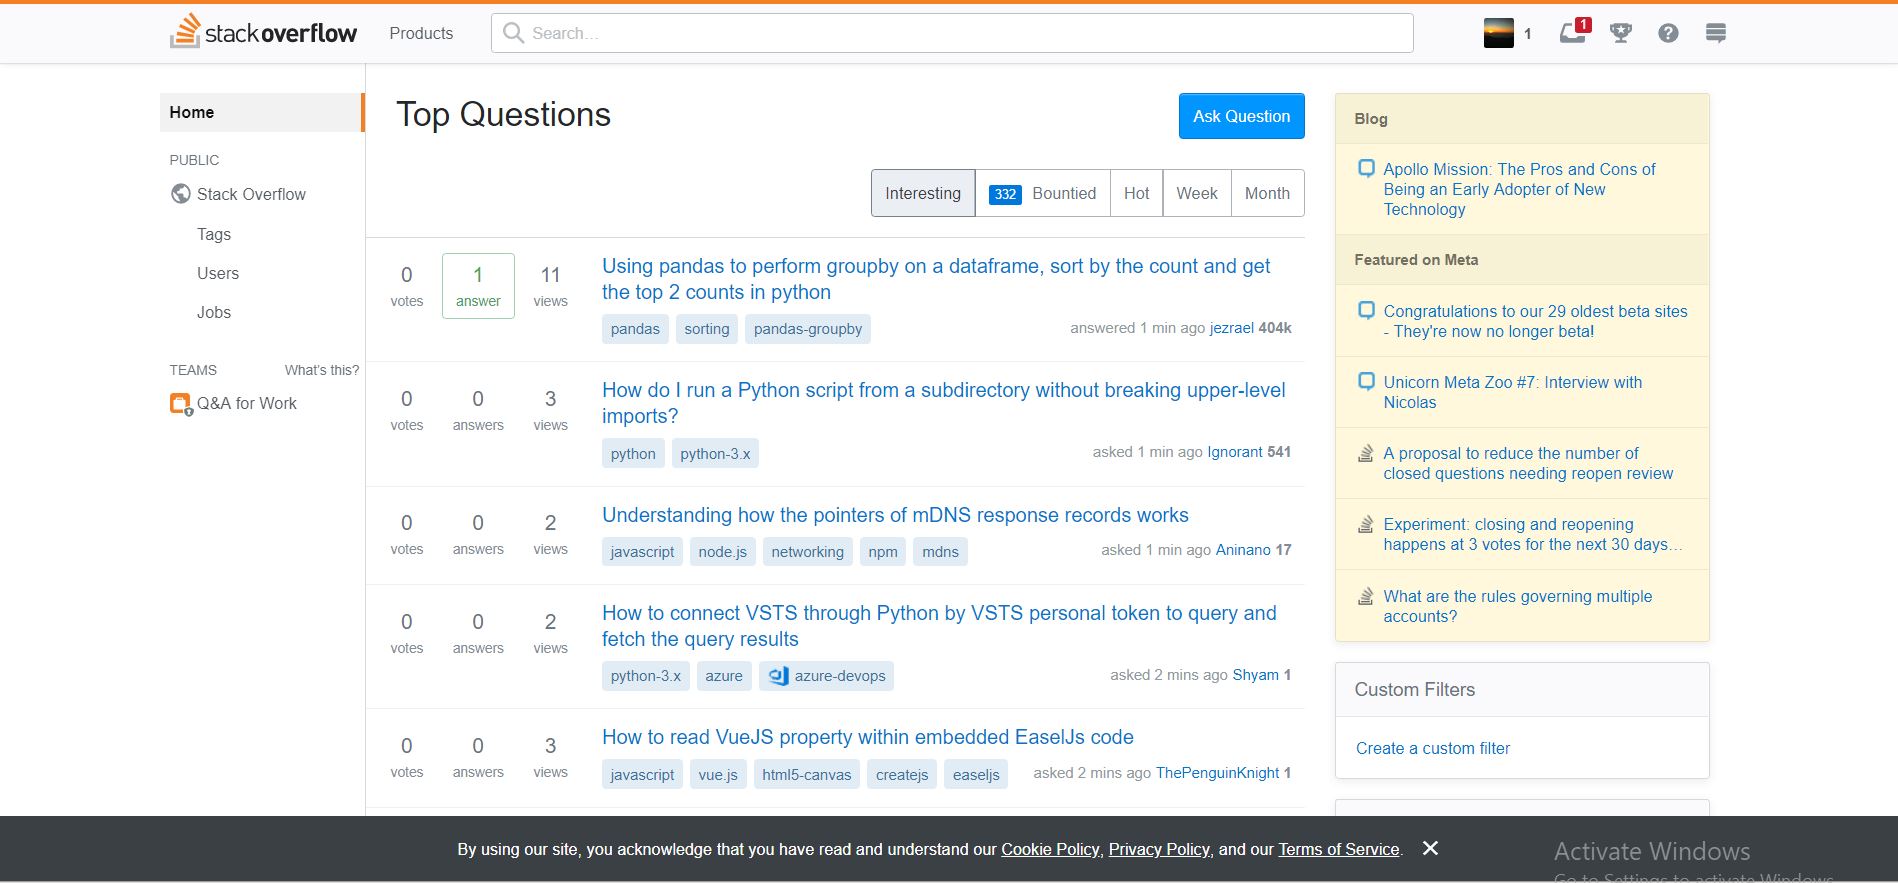 stackoverflow
Products
Search...
1
1
Home
PUBLIC
Stack Overflow
Tags
Users
Jobs
TEAMS What's this?
Q&A for Work
Top Questions
Ask Question
Interesting
332 Bountied
Hot
Week
Month
0 votes
1 answer
11 views
Using pandas to perform groupby on a dataframe, sort by the count and get
the top 2 counts in python
pandas sorting pandas-groupby
answered 1 min ago jezrael 404k
0 votes
0 answers
3 views
How do I run a Python script from a subdirectory without breaking upper-level
imports?
python python-3.x
asked 1 min ago Ignorant 541
0 votes
0 answers
2 views
Understanding how the pointers of mDNS response records works
javascript node.js networking npm mdns
asked 1 min ago Aninano 17
0 votes
0 answers
2 views
How to connect VSTS through Python by VSTS personal token to query and
fetch the query results
python-3.x azure azure-devops
asked 2 mins ago Shyam 1
0 votes
0 answers
3 views
How to read VueJS property within embedded EaselJs code
javascript vue.js html5-canvas createjs easeljs
asked 2 mins ago ThePenguinKnight 1
Blog
Apollo Mission: The Pros and Cons of
Being an Early Adopter of New
Technology
Featured on Meta
Congratulations to our 29 oldest beta sites
- They're now no longer beta!
Unicorn Meta Zoo #7: Interview with
Nicolas
A proposal to reduce the number of
closed questions needing reopen review
Experiment: closing and reopening
happens at 3 votes for the next 30 days...
What are the rules governing multiple
accounts?
Custom Filters
Create a custom filter
By using our site, you acknowledge that you have read and understand our Cookie Policy, Privacy Policy, and our Terms of Service.
Activate Windows
Go to Settings to activate Windows.